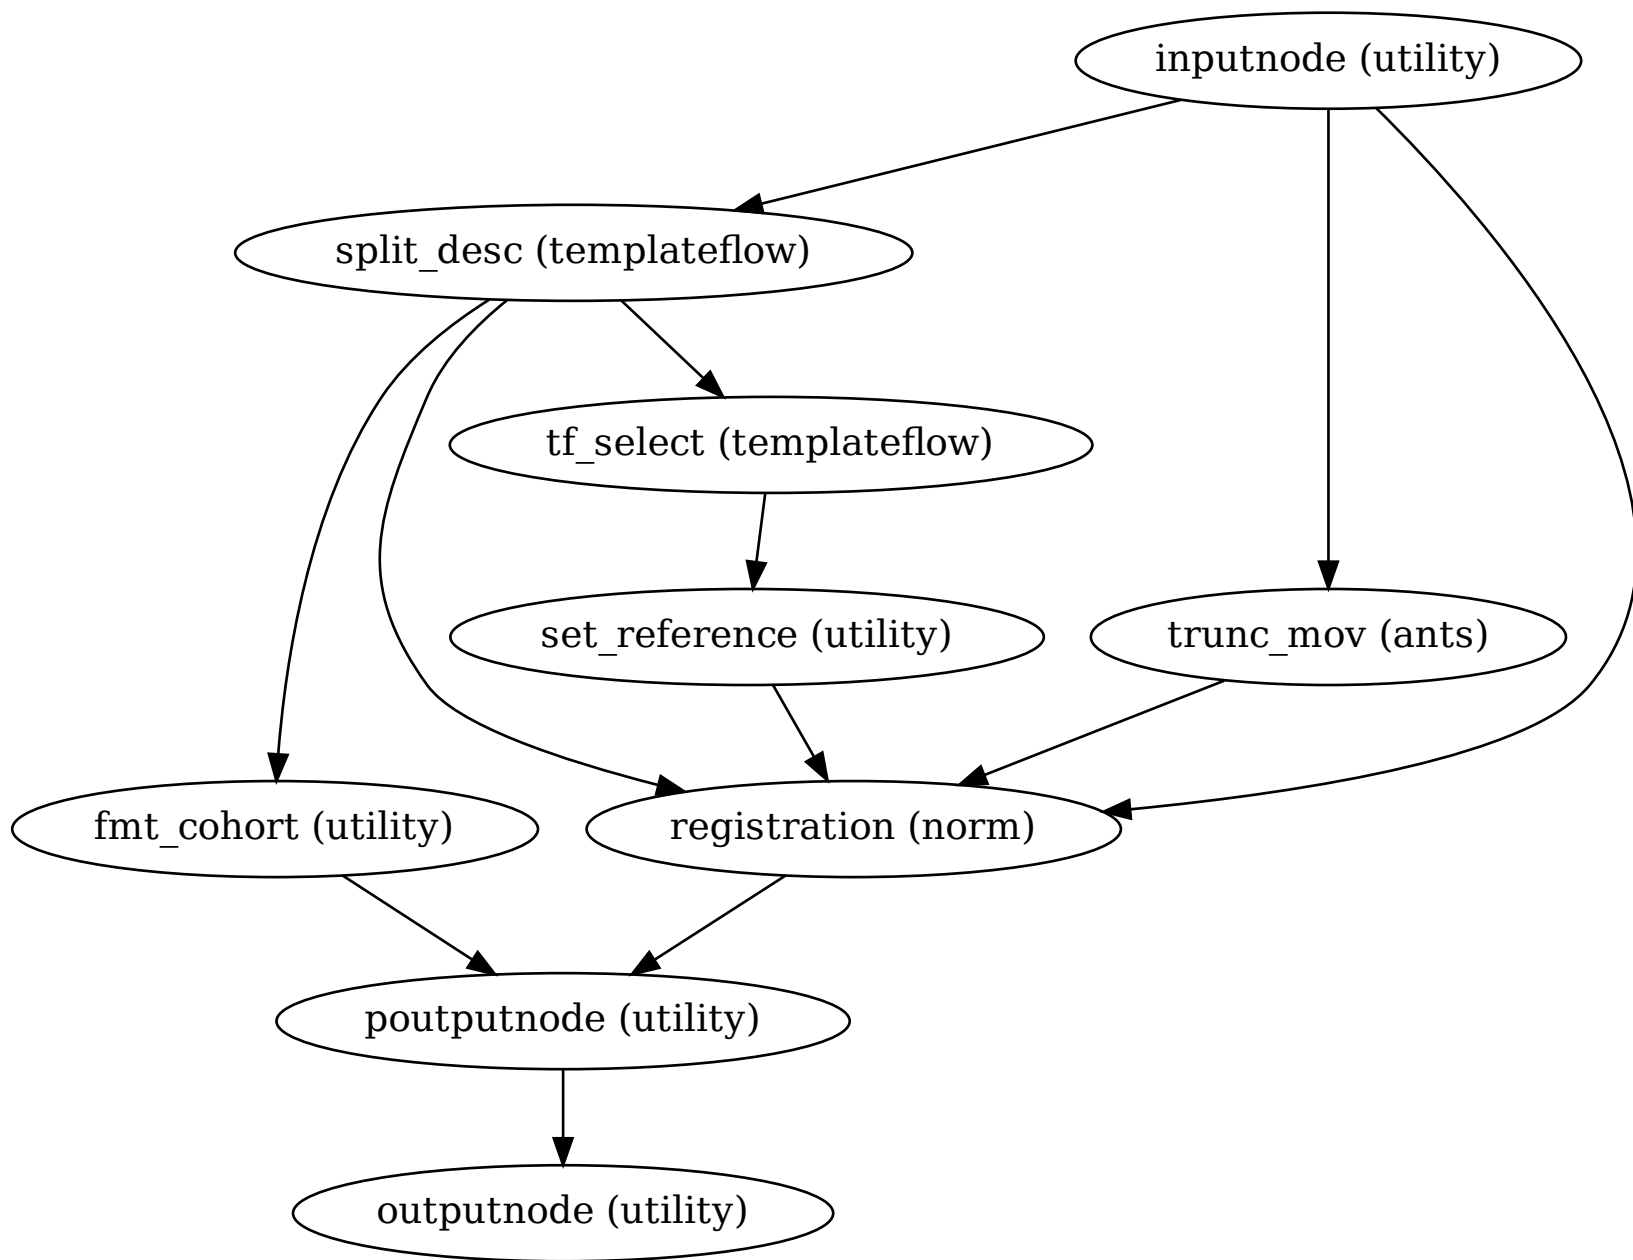 inputnode (utility)
split_desc (templateflow)
tf_select (templateflow)
set_reference (utility)
trunc_mov (ants)
fmt_cohort (utility)
registration (norm)
poutputnode (utility)
outputnode (utility)